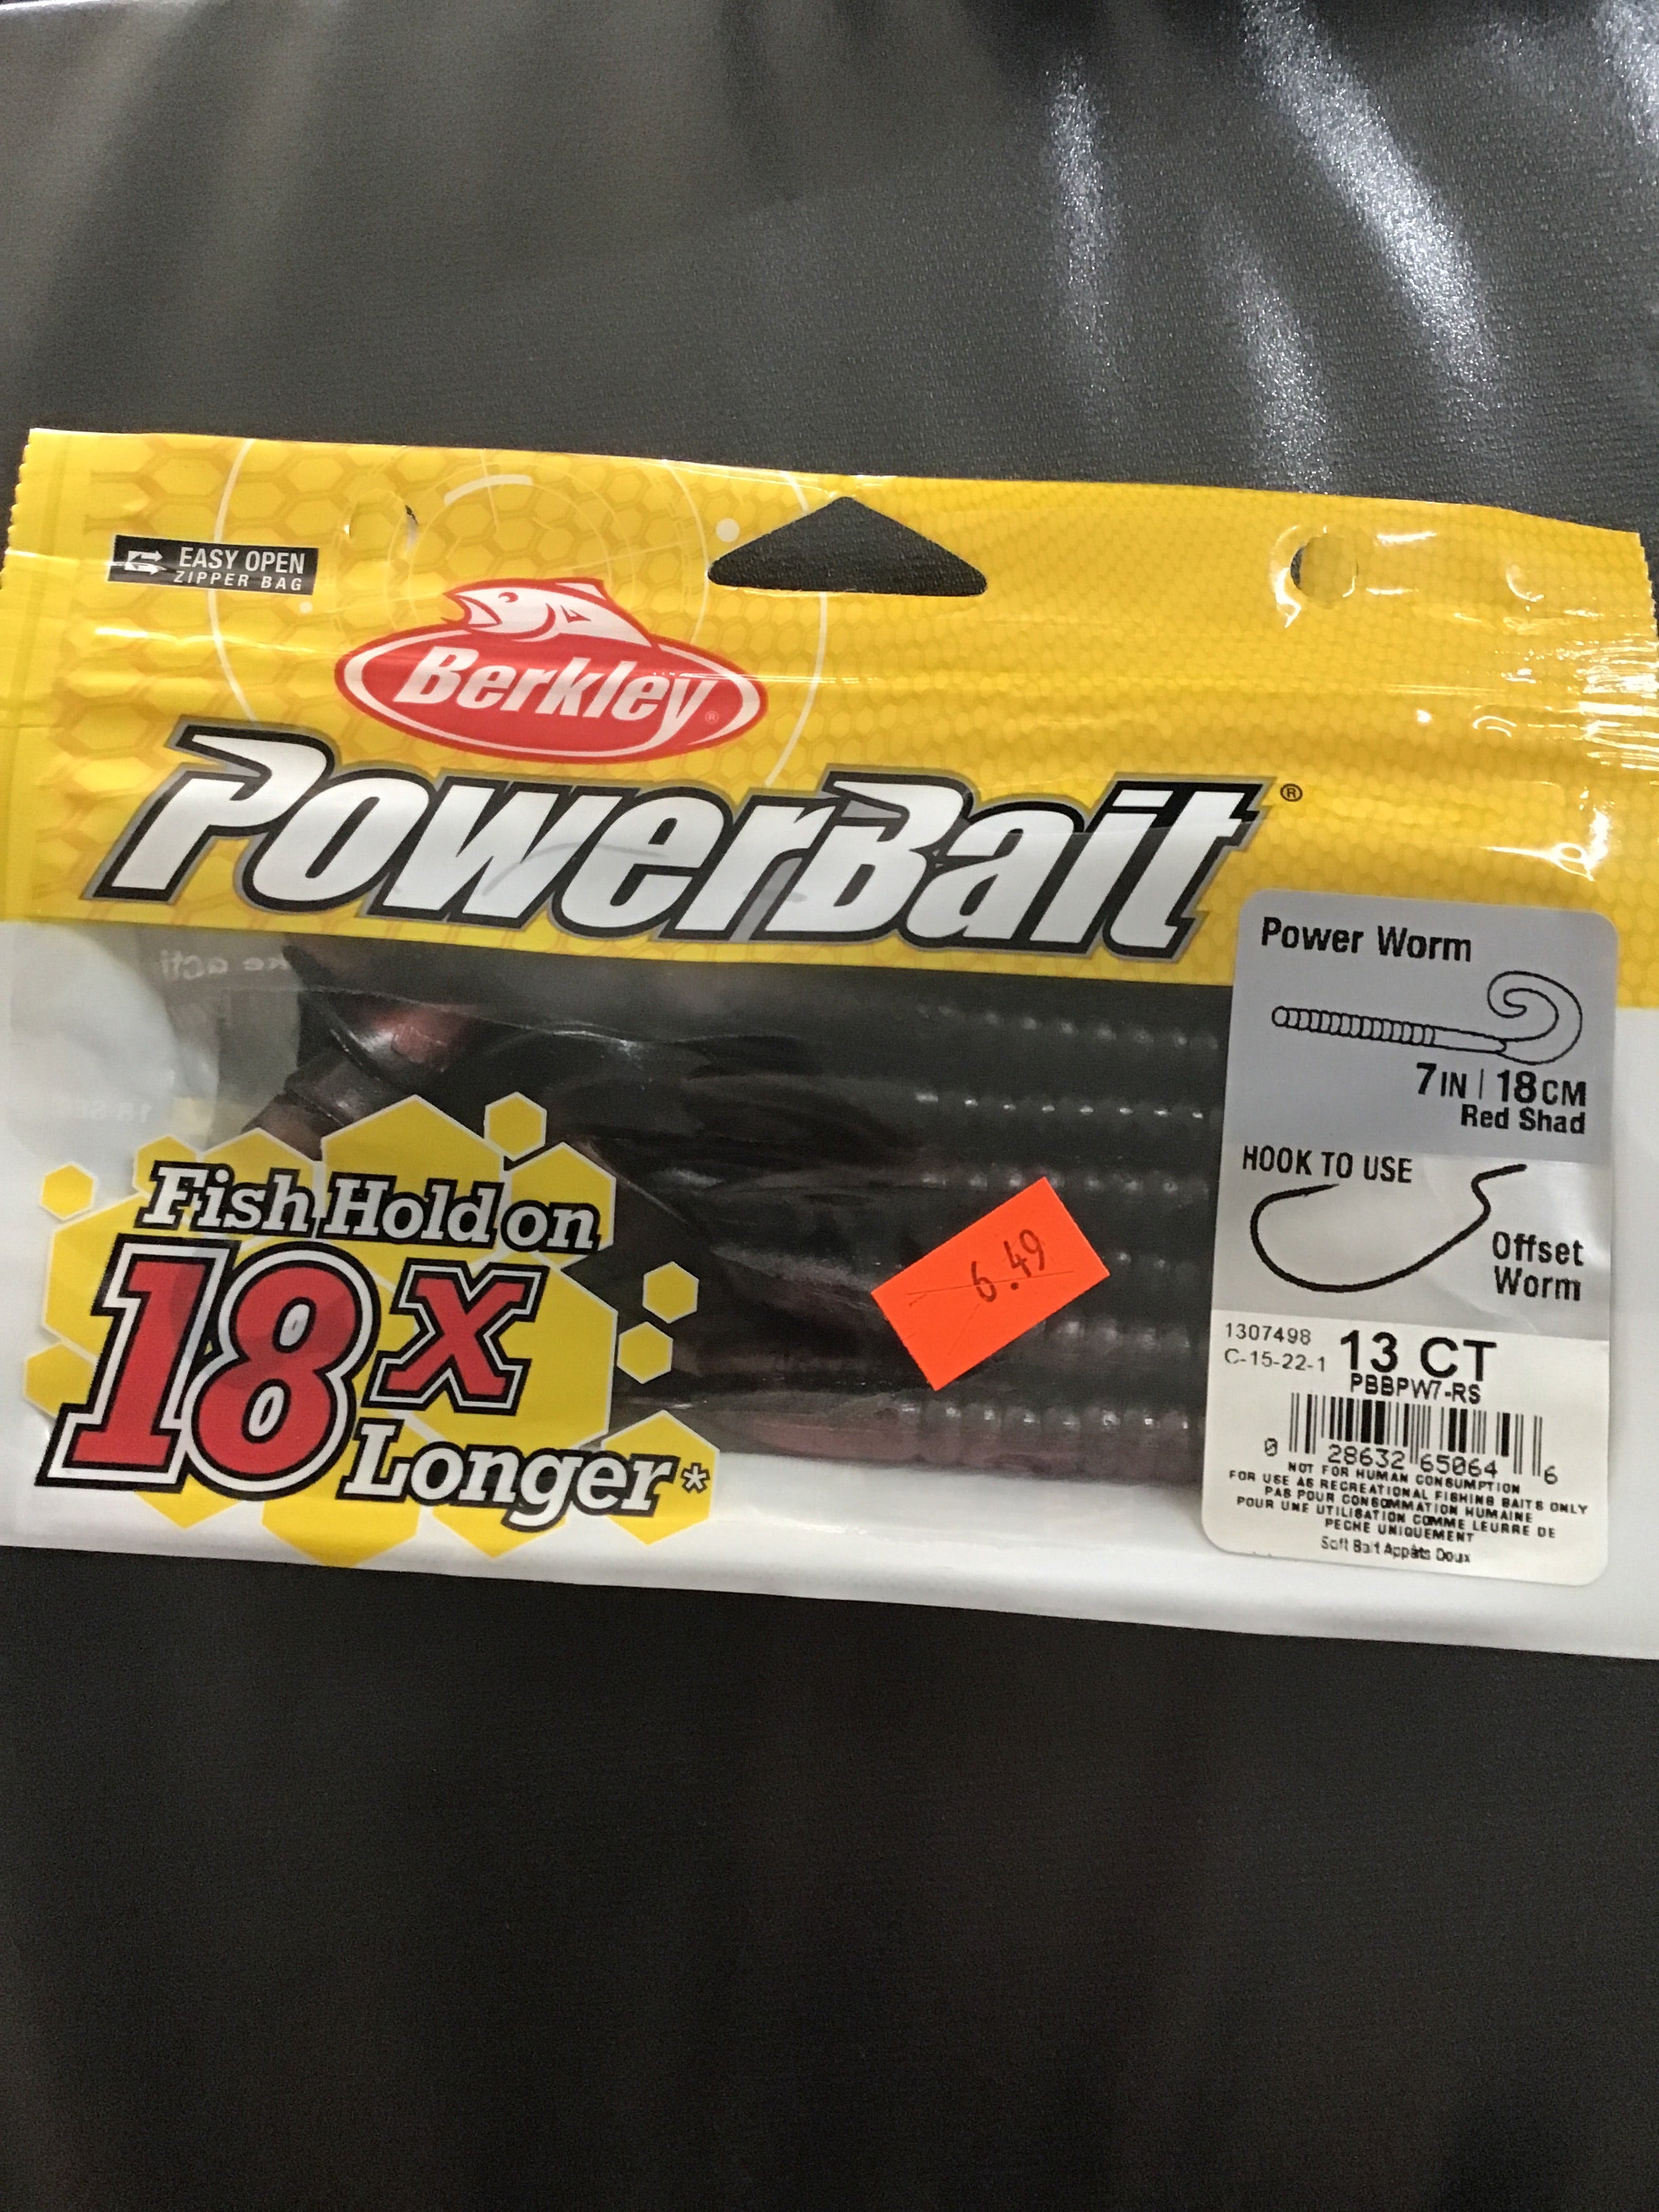 EASY OPEN
ZIPPER BAG
Berkley®
PowerBait®
Power Worm
7IN | 18CM
Red Shad
HOOK TO USE
Offset
Worm
Fish Hold on
18x
Longer*
6.49
1307498
C-15-22-1
13 CT
PBBPW7-RS
0 28632 65064 6
NOT FOR HUMAN CONSUMPTION
FOR USE AS RECREATIONAL FISHING BAITS ONLY
PAS POUR CONSOMMATION HUMAINE
POUR UNE UTILISATION COMME LEURRE DE
PECHE UNIQUEMENT
Soft Bait Appâts Doux